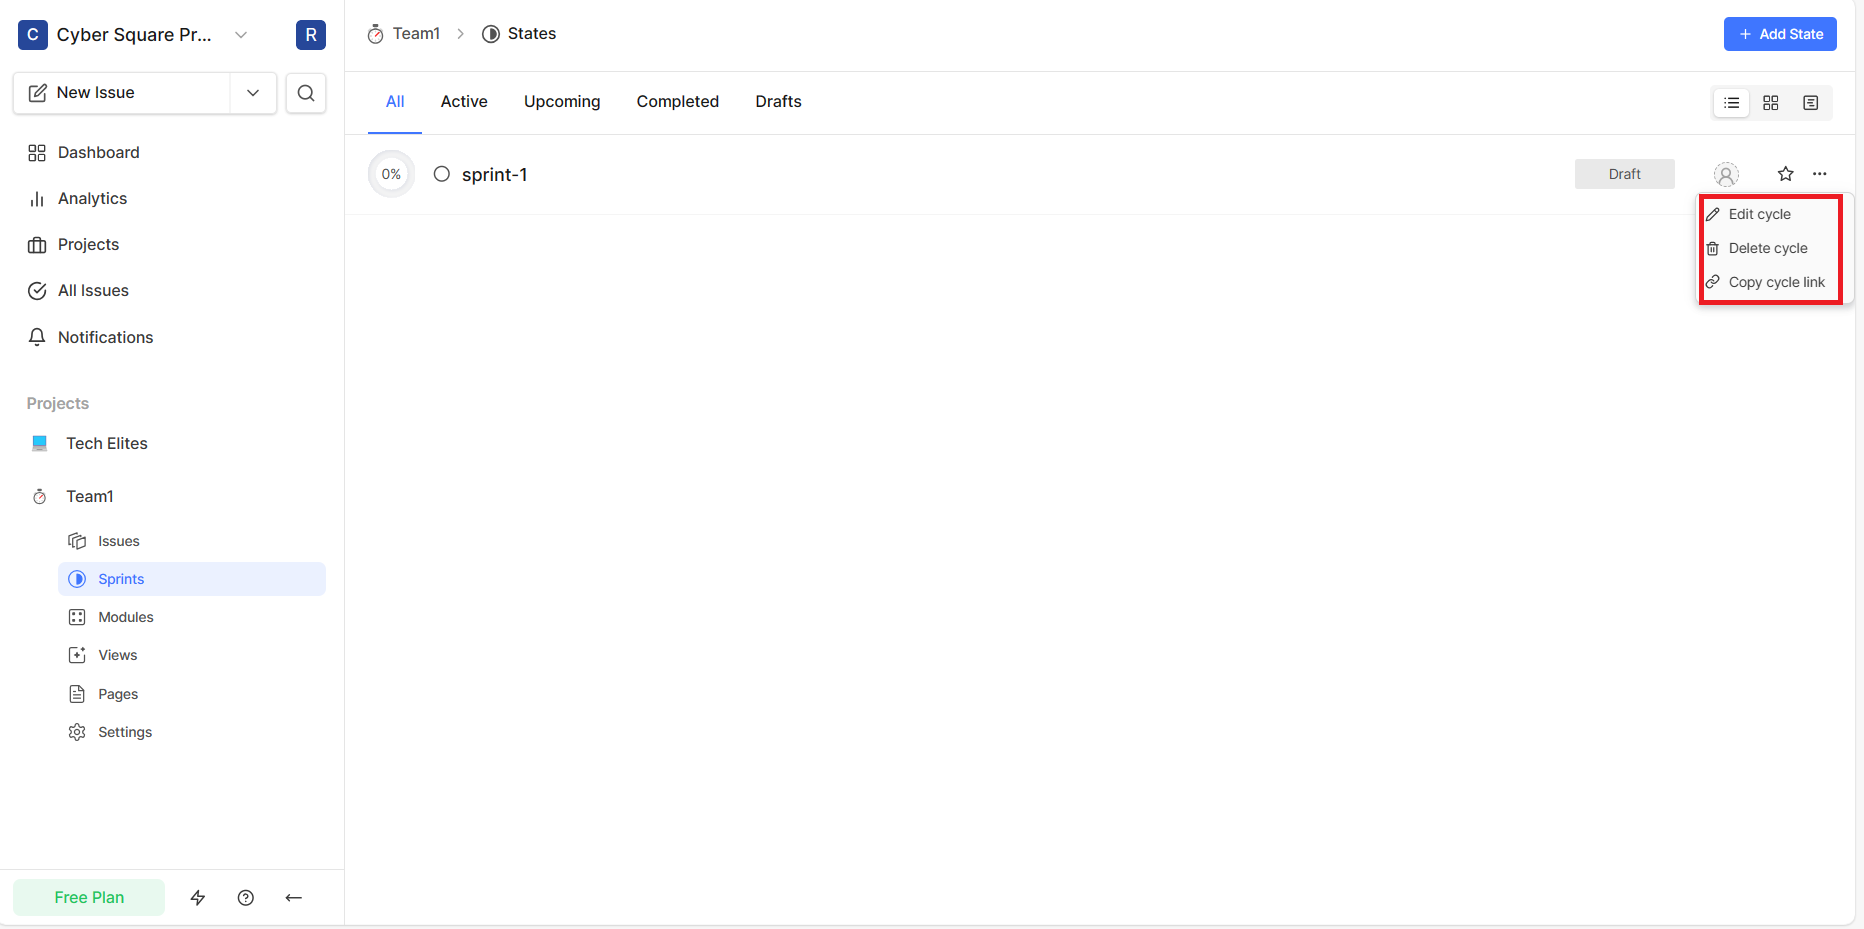 C Cyber Square Pr... R
New Issue
Dashboard
Analytics
Projects
All Issues
Notifications
Projects
Tech Elites
Team1
Issues
Sprints
Modules
Views
Pages
Settings
Free Plan
Team1 States
Add State
All Active Upcoming Completed Drafts
0% sprint-1 Draft
Edit cycle
Delete cycle
Copy cycle link